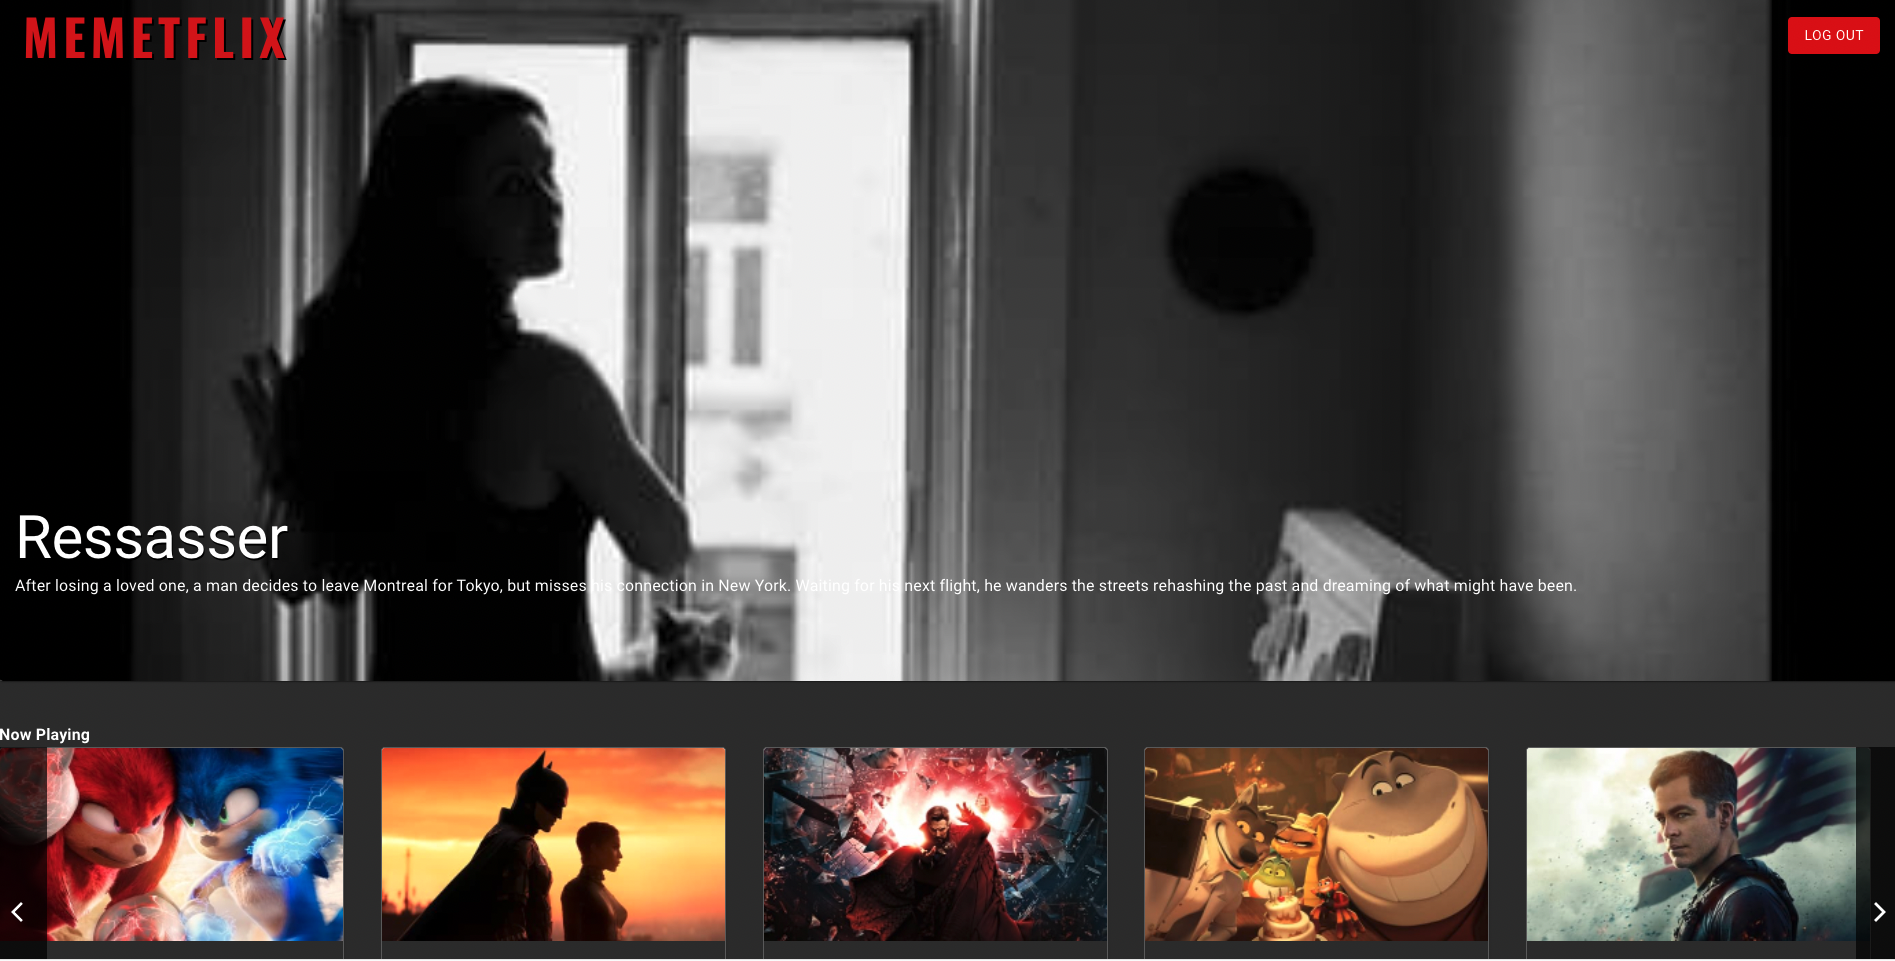 MEMETFLIX
LOG OUT
Ressasser
After losing a loved one, a man decides to leave Montreal for Tokyo, but misses his connection in New York. Waiting for his next flight, he wanders the streets rehashing the past and dreaming of what might have been.
Now Playing